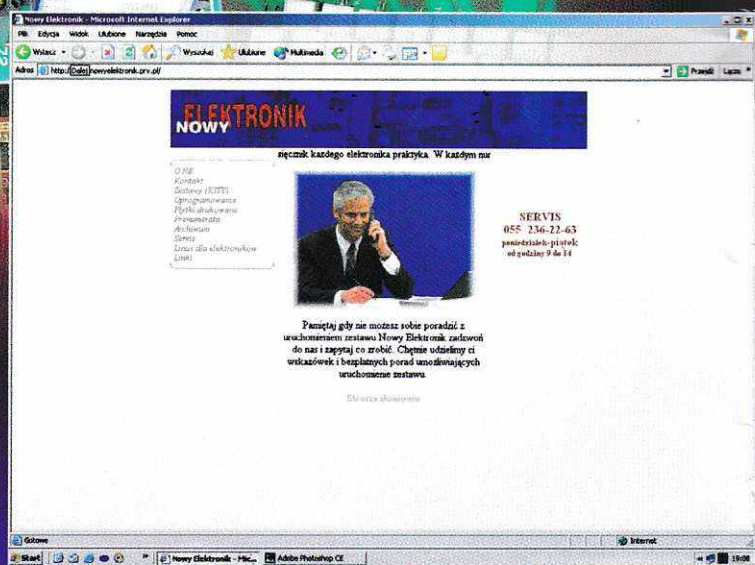 Nowy Elektronik - Microsoft Internet Explorer
Plik Edycja Widok Ulubione Narzędzia Pomoc
Wstecz Wyszukaj Ulubione Multimedia
Adres http://nowyelektronik.prv.pl/ Przejdź Łącza
Dalej
ELEKTRONIK
NOWY
sięcznik każdego elektronika praktyka. W każdym nur
O NE
Kontakt
Zestawy (KITY)
Oprogramowanie
Płytki drukowane
Prenumerata
Archiwum
Serwis
Linux dla elektroników
Linki
SERVIS
055 236-22-63
poniedziałek-piątek
od godziny 9 do 14
Pamiętaj gdy nie możesz sobie poradzić z
uruchomieniem zestawu Nowy Elektronik zadzwoń
do nas i zapytaj co zrobić. Chętnie udzielimy ci
wskazówek i bezpłatnych porad umożliwiających
uruchomienie zestawu.
Strona domowa
Gotowe Internet
Start Nowy Elektronik - Mic... Adobe Photoshop CE 19:08